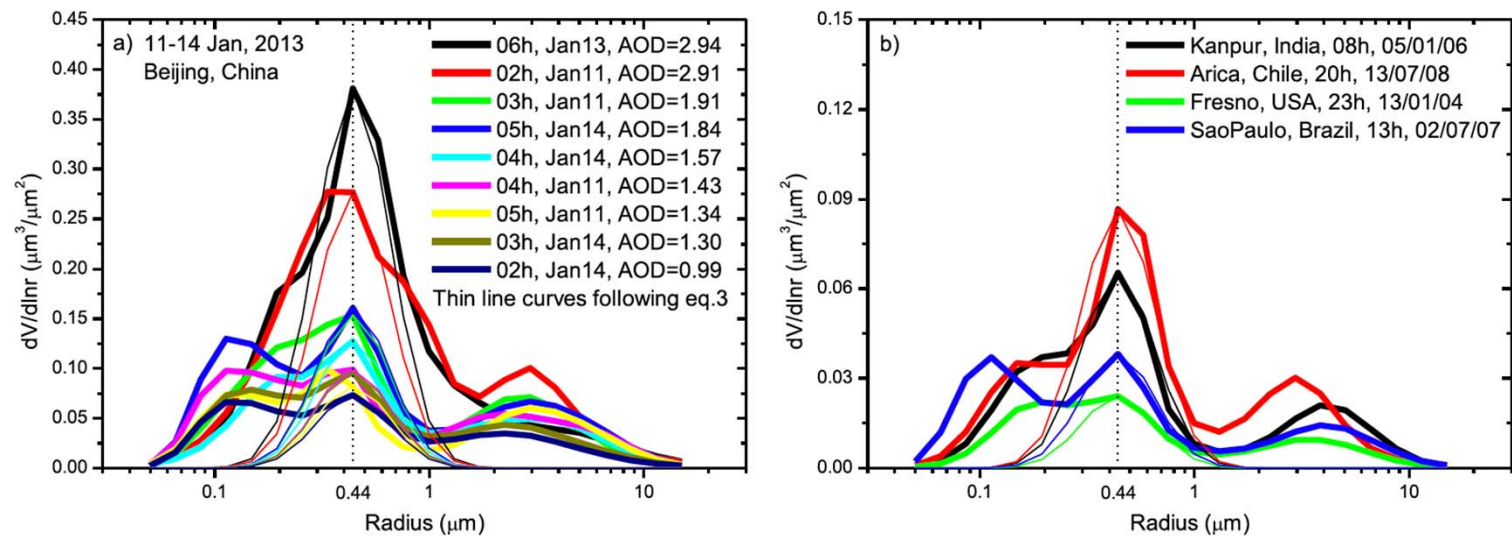 a) 11-14 Jan, 2013
Beijing, China
06h, Jan13, AOD=2.94
02h, Jan11, AOD=2.91
03h, Jan11, AOD=1.91
05h, Jan14, AOD=1.84
04h, Jan14, AOD=1.57
04h, Jan11, AOD=1.43
05h, Jan11, AOD=1.34
03h, Jan14, AOD=1.30
02h, Jan14, AOD=0.99
Thin line curves following eq.3
dV/dlnr (μm³/μm²)
0.45
0.40
0.35
0.30
0.25
0.20
0.15
0.10
0.05
0.00
0.1
0.44
1
10
Radius (μm)
b)
Kanpur, India, 08h, 05/01/06
Arica, Chile, 20h, 13/07/08
Fresno, USA, 23h, 13/01/04
SaoPaulo, Brazil, 13h, 02/07/07
dV/dlnr (μm³/μm²)
0.15
0.12
0.09
0.06
0.03
0.00
0.1
0.44
1
10
Radius (μm)